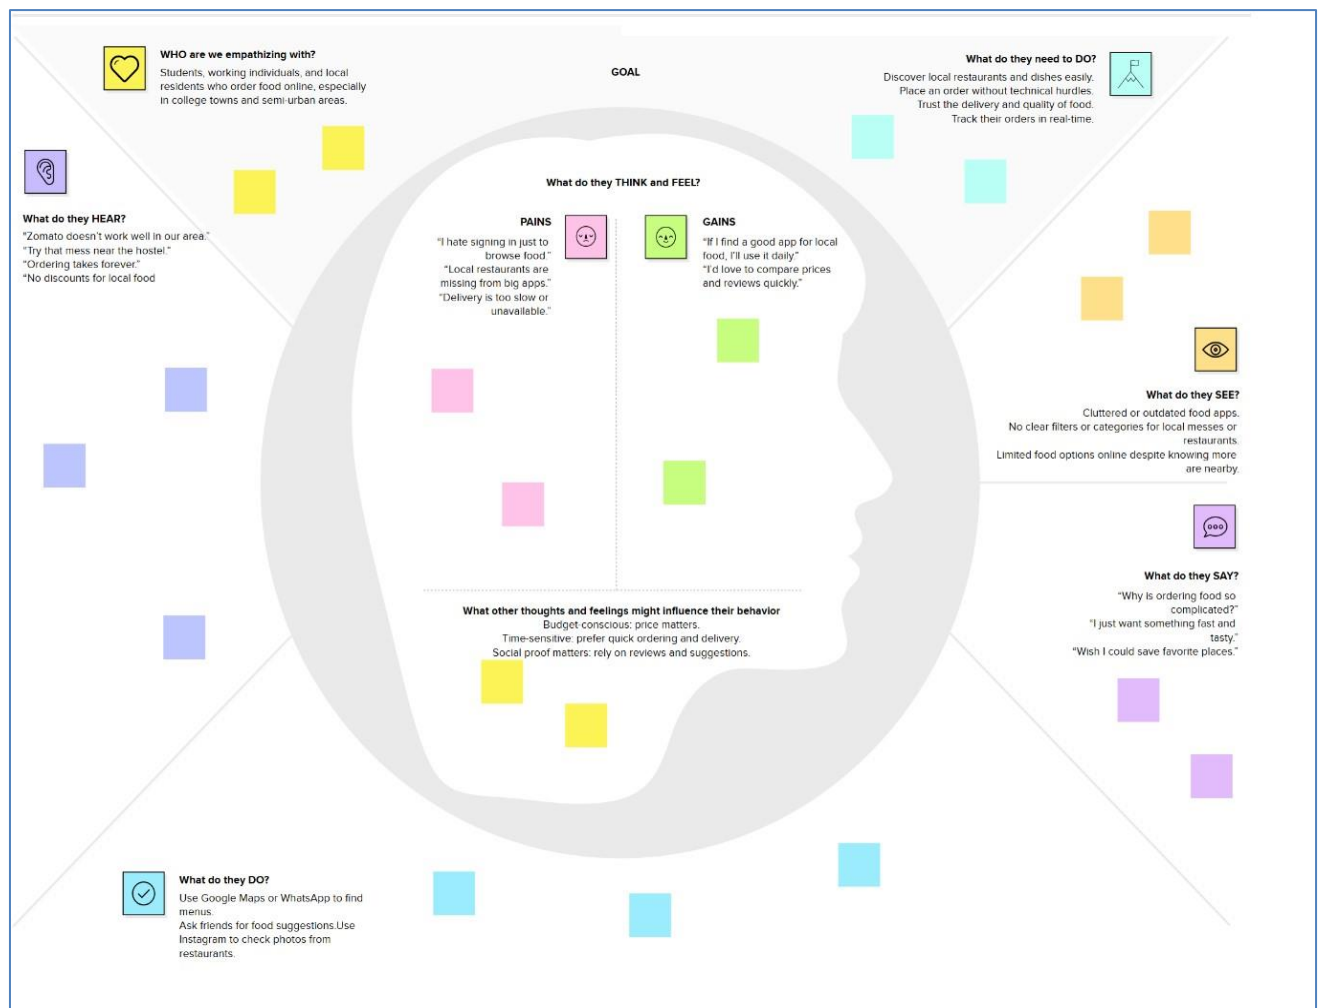 WHO are we empathizing with?
Students, working individuals, and local
residents who order food online, especially
in college towns and semi-urban areas.
GOAL
What do they need to DO?
Discover local restaurants and dishes easily.
Place an order without technical hurdles.
Trust the delivery and quality of food.
Track their orders in real-time.
What do they HEAR?
"Zomato doesn't work well in our area."
"Try that mess near the hostel."
"Ordering takes forever."
"No discounts for local food
What do they THINK and FEEL?
PAINS
"I hate signing in just to
browse food."
"Local restaurants are
missing from big apps."
"Delivery is too slow or
unavailable."
GAINS
"If I find a good app for local
food, I'll use it daily."
"I'd love to compare prices
and reviews quickly."
What do they SEE?
Cluttered or outdated food apps.
No clear filters or categories for local messes or
restaurants.
Limited food options online despite knowing more
are nearby.
What do they SAY?
"Why is ordering food so
complicated?"
"I just want something fast and
tasty."
"Wish I could save favorite places."
What other thoughts and feelings might influence their behavior
Budget-conscious: price matters.
Time-sensitive: prefer quick ordering and delivery.
Social proof matters: rely on reviews and suggestions.
What do they DO?
Use Google Maps or WhatsApp to find
menus.
Ask friends for food suggestions.Use
Instagram to check photos from
restaurants.